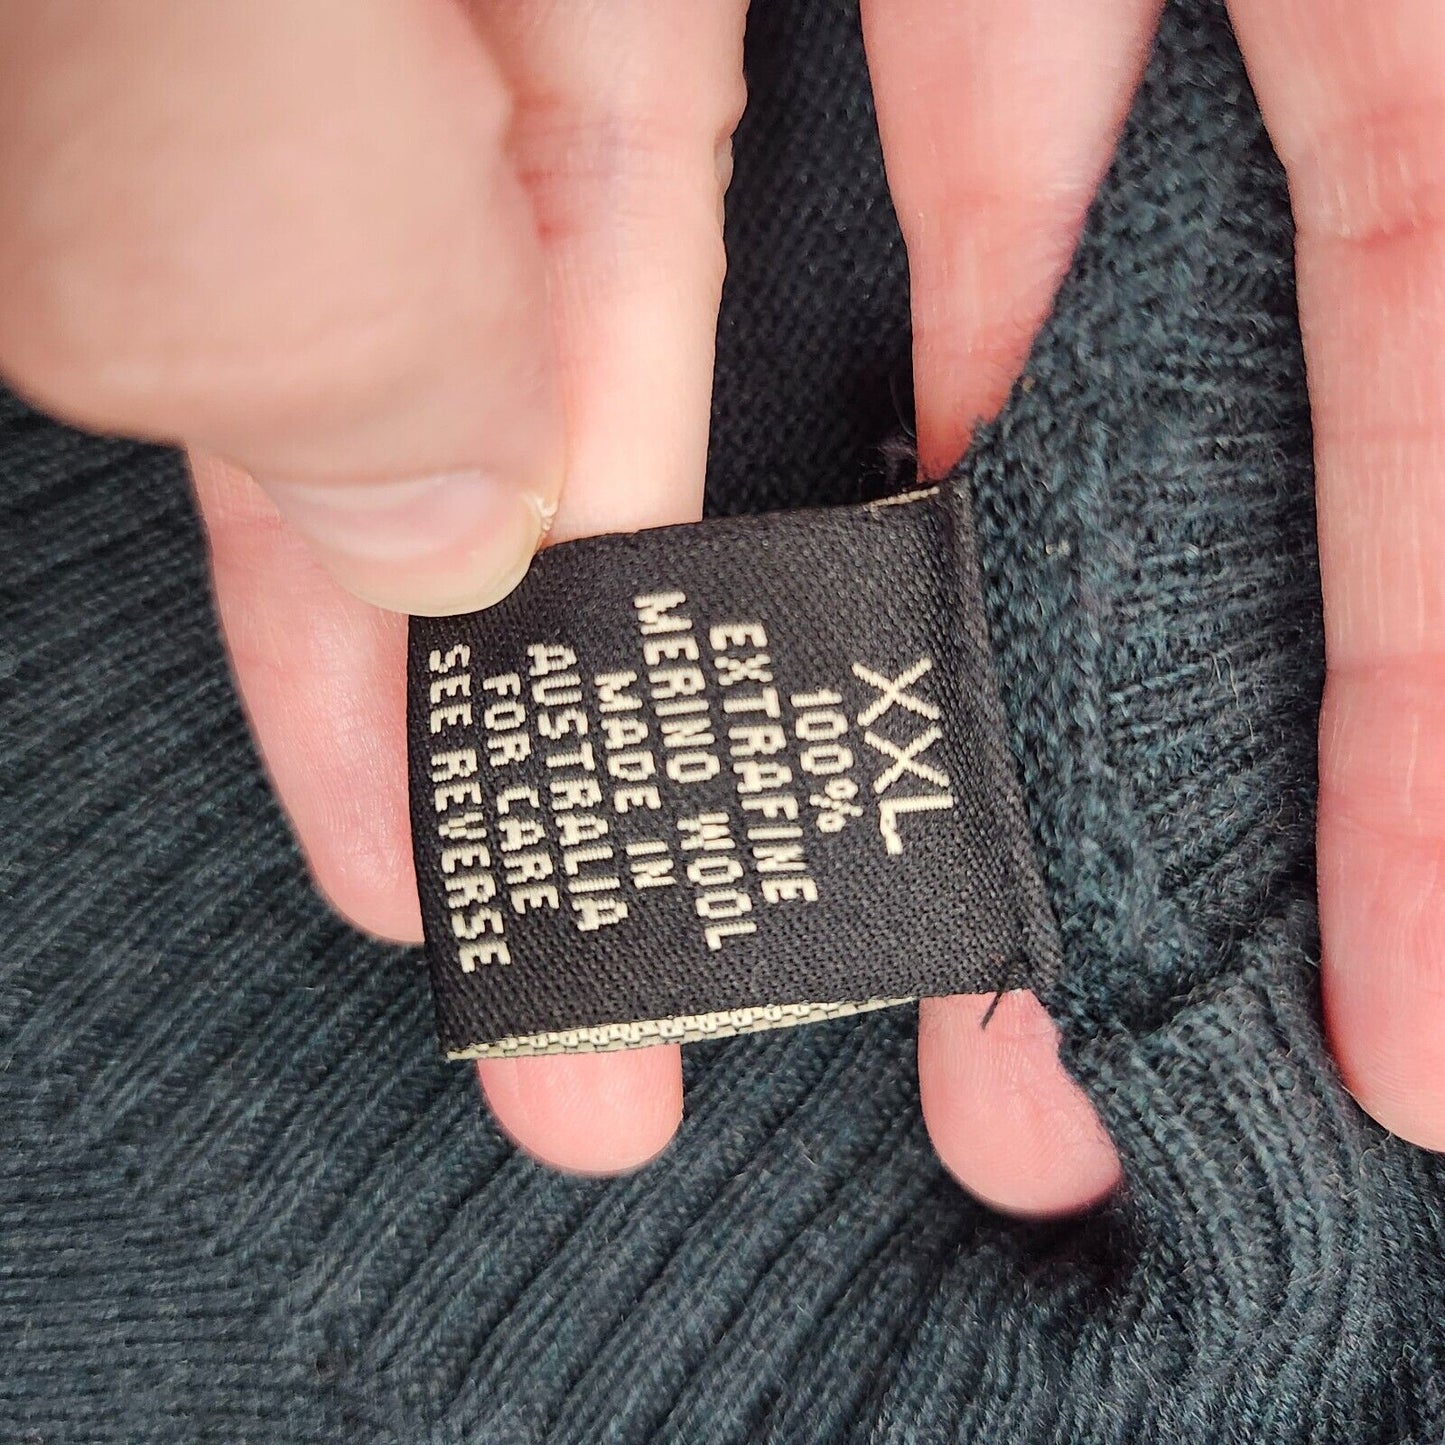 XXL
100%
EXTRAFINE
MERINO WOOL
MADE IN
AUSTRALIA
FOR CARE
SEE REVERSE